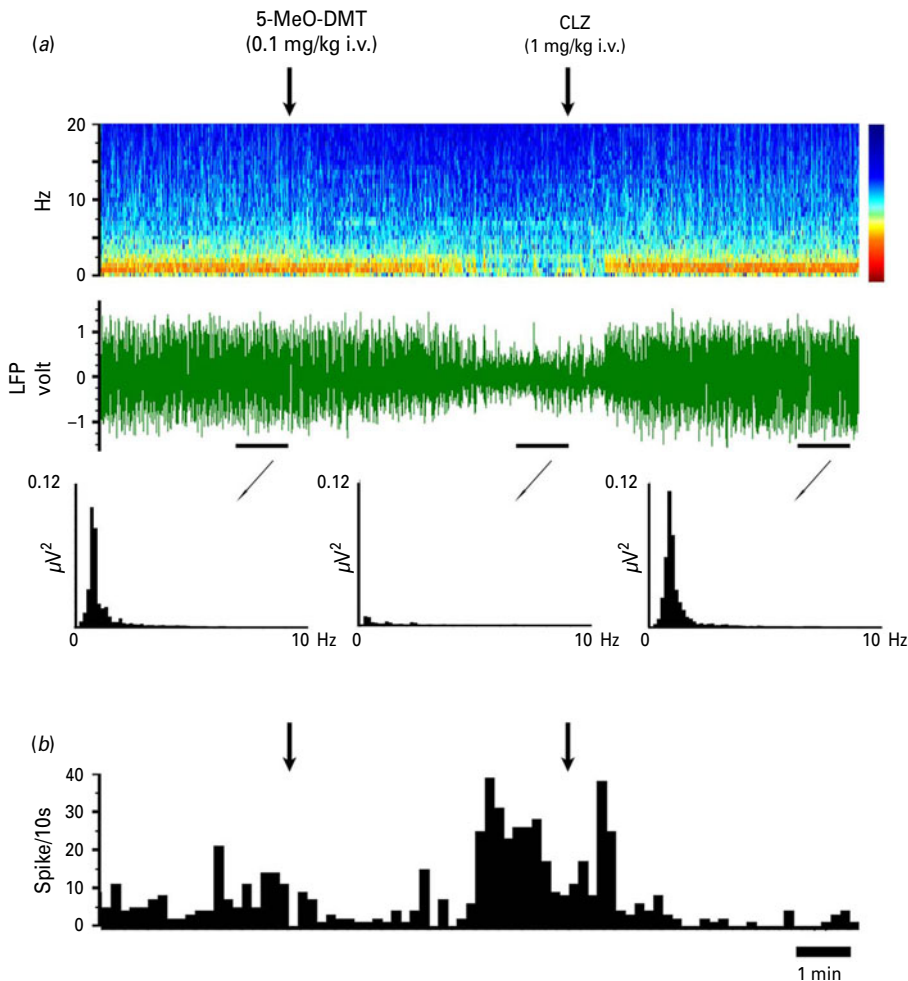 5-MeO-DMT
(0.1 mg/kg i.v.)
CLZ
(1 mg/kg i.v.)
(a)
20
10
0
Hz
1
0
−1
LFP
volt
0.12
μV²
0
10 Hz
0.12
μV²
0
10 Hz
0.12
μV²
0
10 Hz
(b)
40
30
20
10
0
Spike/10s
1 min